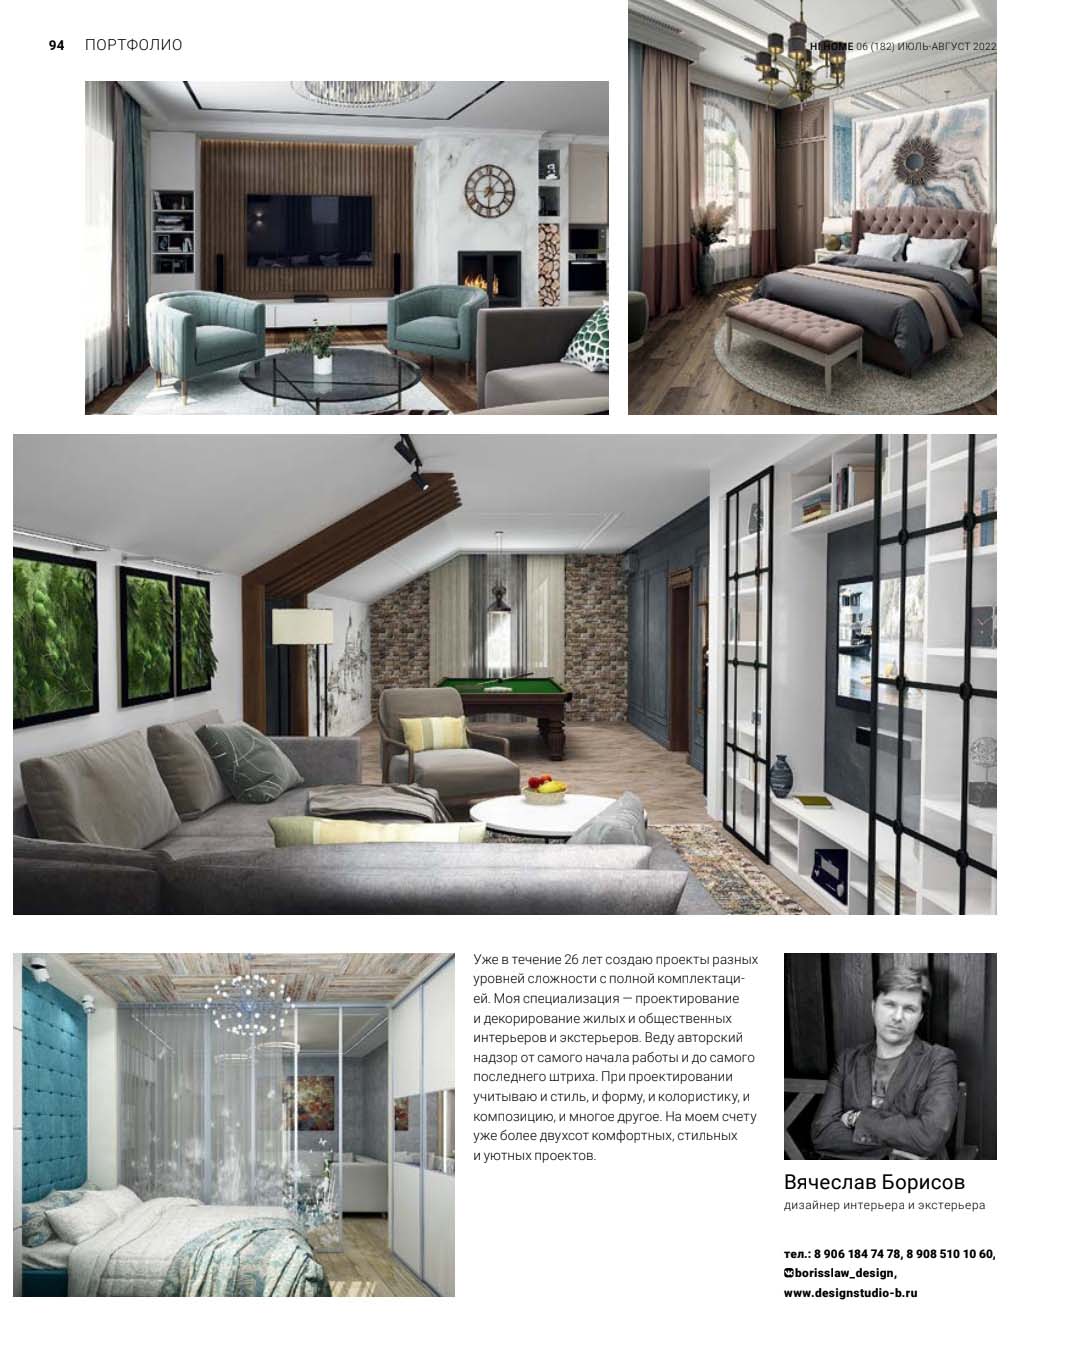 94 ПОРТФОЛИО
HI HOME 06 (182) ИЮЛЬ-АВГУСТ 2022
Уже в течение 26 лет создаю проекты разных
уровней сложности с полной комплектаци-
ей. Моя специализация — проектирование
и декорирование жилых и общественных
интерьеров и экстерьеров. Веду авторский
надзор от самого начала работы и до самого
последнего штриха. При проектировании
учитываю и стиль, и форму, и колористику, и
композицию, и многое другое. На моем счету
уже более двухсот комфортных, стильных
и уютных проектов.
Вячеслав Борисов
дизайнер интерьера и экстерьера
тел.: 8 906 184 74 78, 8 908 510 10 60,
borisslaw_design,
www.designstudio-b.ru